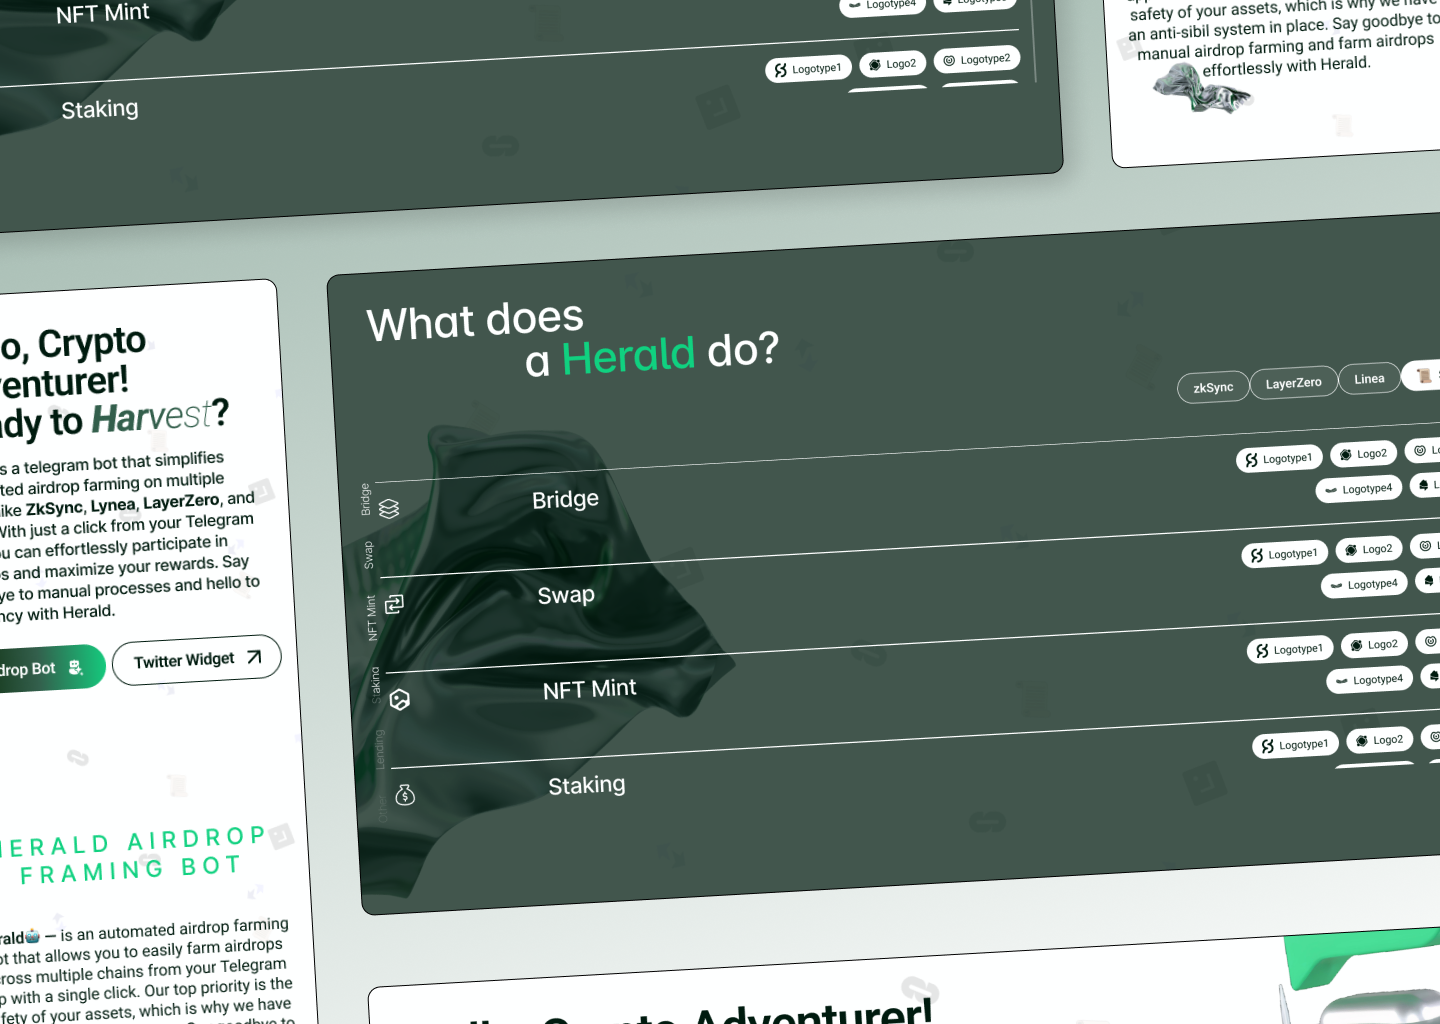 NFT Mint
Staking
Logotype4
Logotype1
Logo2
Logotype2
safety of your assets, which is why we have
an anti-sibil system in place. Say goodbye to
manual airdrop farming and farm airdrops
effortlessly with Herald.
o, Crypto
enturer!
dy to Harvest?
s a telegram bot that simplifies
ted airdrop farming on multiple
ike ZkSync, Lynea, LayerZero, and
With just a click from your Telegram
ou can effortlessly participate in
s and maximize your rewards. Say
ye to manual processes and hello to
ncy with Herald.
drop Bot
Twitter Widget
HERALD AIRDROP
FRAMING BOT
rald🤖 — is an automated airdrop farming
ot that allows you to easily farm airdrops
cross multiple chains from your Telegram
p with a single click. Our top priority is the
fety of your assets, which is why we have
What does
a Herald do?
zkSync
LayerZero
Linea
Bridge
Swap
NFT Mint
Staking
Lending
Bridge
Logotype1
Logo2
Logotype4
Swap
Logotype1
Logo2
Logotype4
NFT Mint
Logotype1
Logo2
Logotype4
Staking
Logotype1
Logo2
Crypto Adventurer!